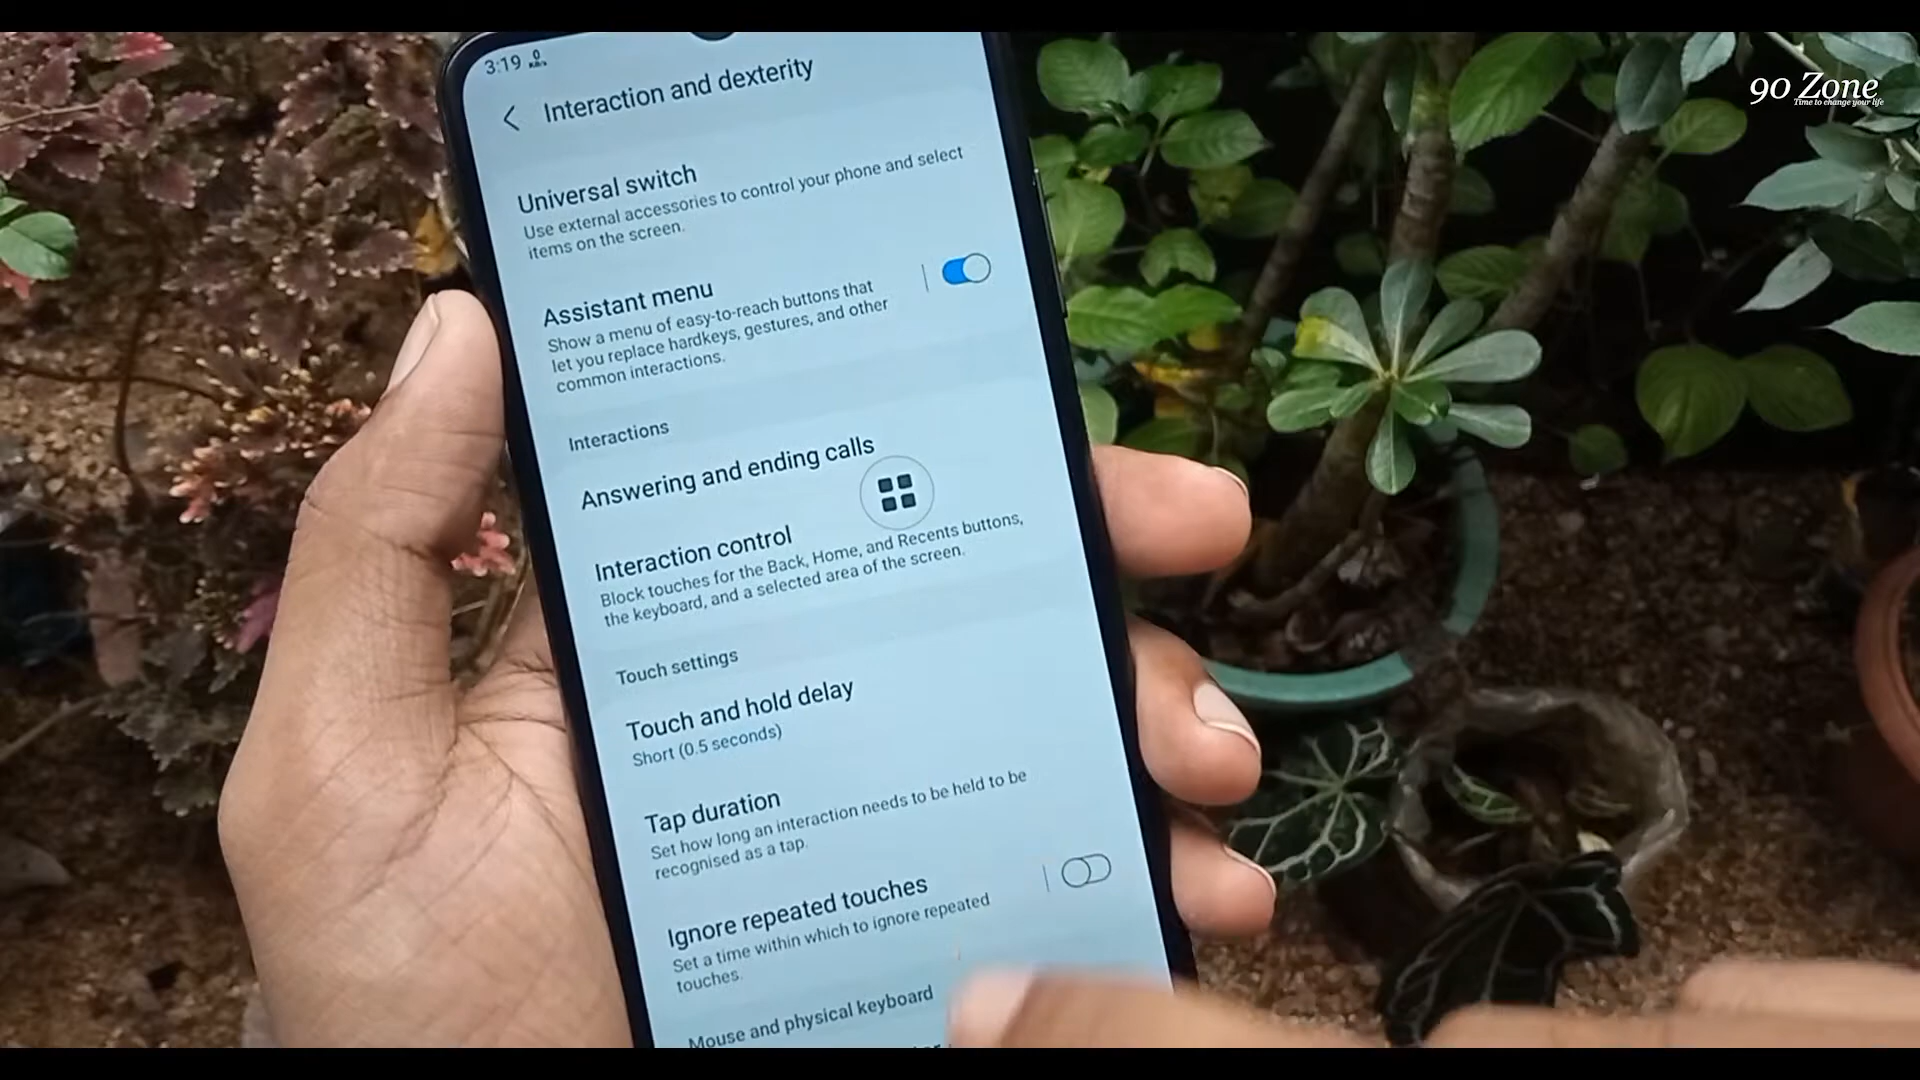 90 Zone
Time to change your life
3:19 0
KB/s
Interaction and dexterity
Universal switch
Use external accessories to control your phone and select
items on the screen.
Assistant menu
Show a menu of easy-to-reach buttons that
let you replace hardkeys, gestures, and other
common interactions.
Interactions
Answering and ending calls
Interaction control
Block touches for the Back, Home, and Recents buttons,
the keyboard, and a selected area of the screen.
Touch settings
Touch and hold delay
Short (0.5 seconds)
Tap duration
Set how long an interaction needs to be held to be
recognised as a tap.
Ignore repeated touches
Set a time within which to ignore repeated
touches.
Mouse and physical keyboard